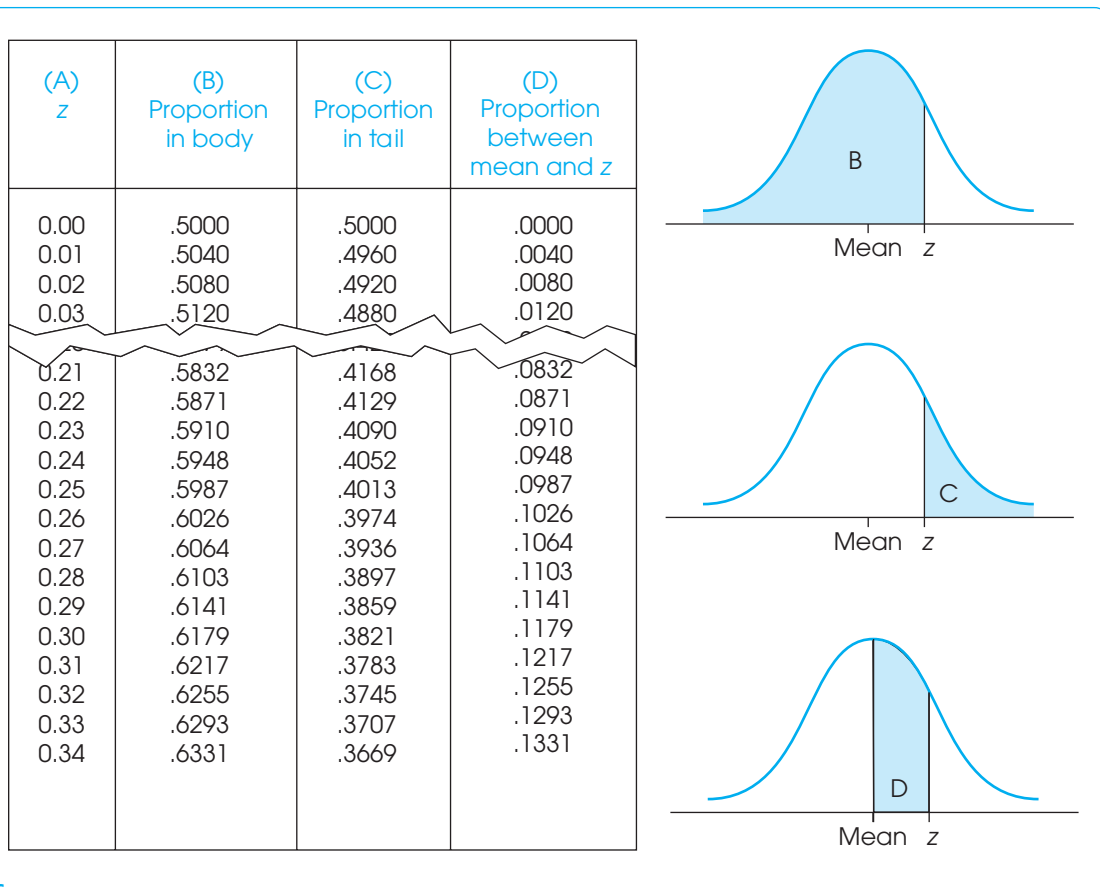 (A) (B) (C) (D)
z Proportion Proportion Proportion
in body in tail between
mean and z
0.00 .5000 .5000 .0000
0.01 .5040 .4960 .0040
0.02 .5080 .4920 .0080
0.03 .5120 .4880 .0120
0.21 .5832 .4168 .0832
0.22 .5871 .4129 .0871
0.23 .5910 .4090 .0910
0.24 .5948 .4052 .0948
0.25 .5987 .4013 .0987
0.26 .6026 .3974 .1026
0.27 .6064 .3936 .1064
0.28 .6103 .3897 .1103
0.29 .6141 .3859 .1141
0.30 .6179 .3821 .1179
0.31 .6217 .3783 .1217
0.32 .6255 .3745 .1255
0.33 .6293 .3707 .1293
0.34 .6331 .3669 .1331
B
Mean z
C
Mean z
D
Mean z